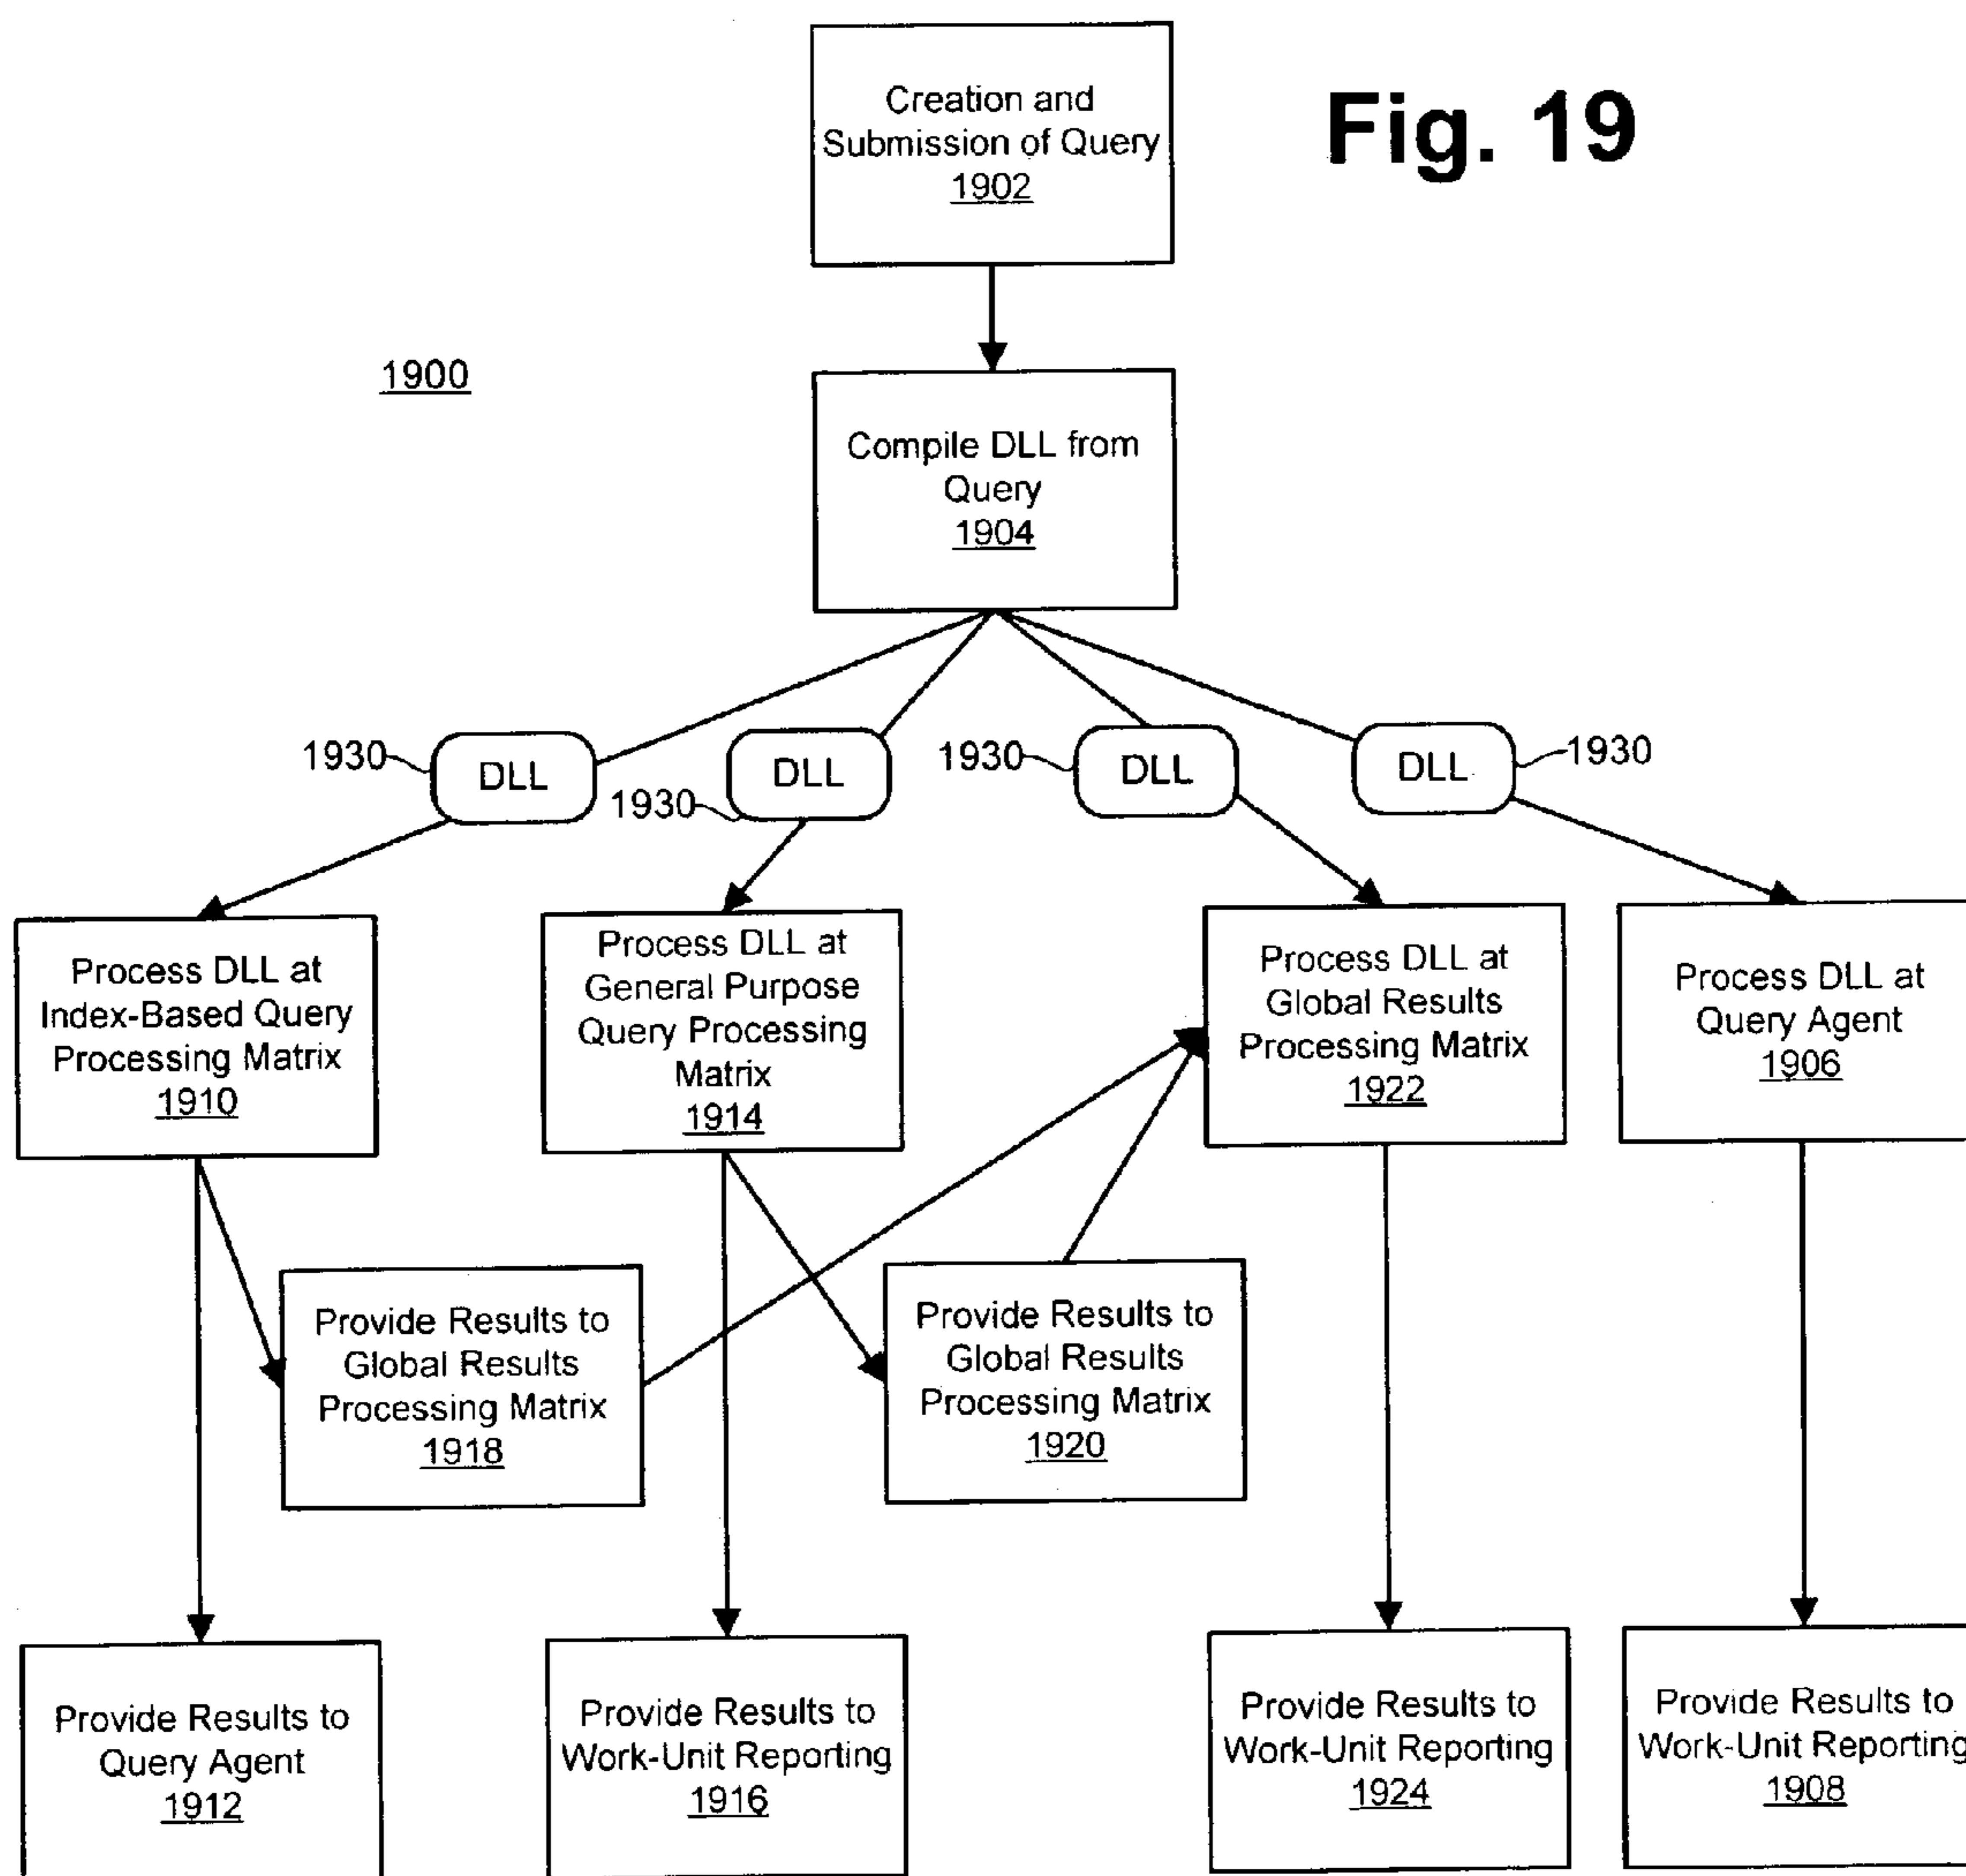 Creation and
Submission of Query
1902
Fig. 19
1900
Compile DLL from
Query
1904
1930
DLL
1930
DLL
1930
DLL
DLL
1930
Process DLL at
Index-Based Query
Processing Matrix
1910
Process DLL at
General Purpose
Query Processing
Matrix
1914
Process DLL at
Global Results
Processing Matrix
1922
Process DLL at
Query Agent
1906
Provide Results to
Global Results
Processing Matrix
1918
Provide Results to
Global Results
Processing Matrix
1920
Provide Results to
Query Agent
1912
Provide Results to
Work-Unit Reporting
1916
Provide Results to
Work-Unit Reporting
1924
Provide Results to
Work-Unit Reporting
1908